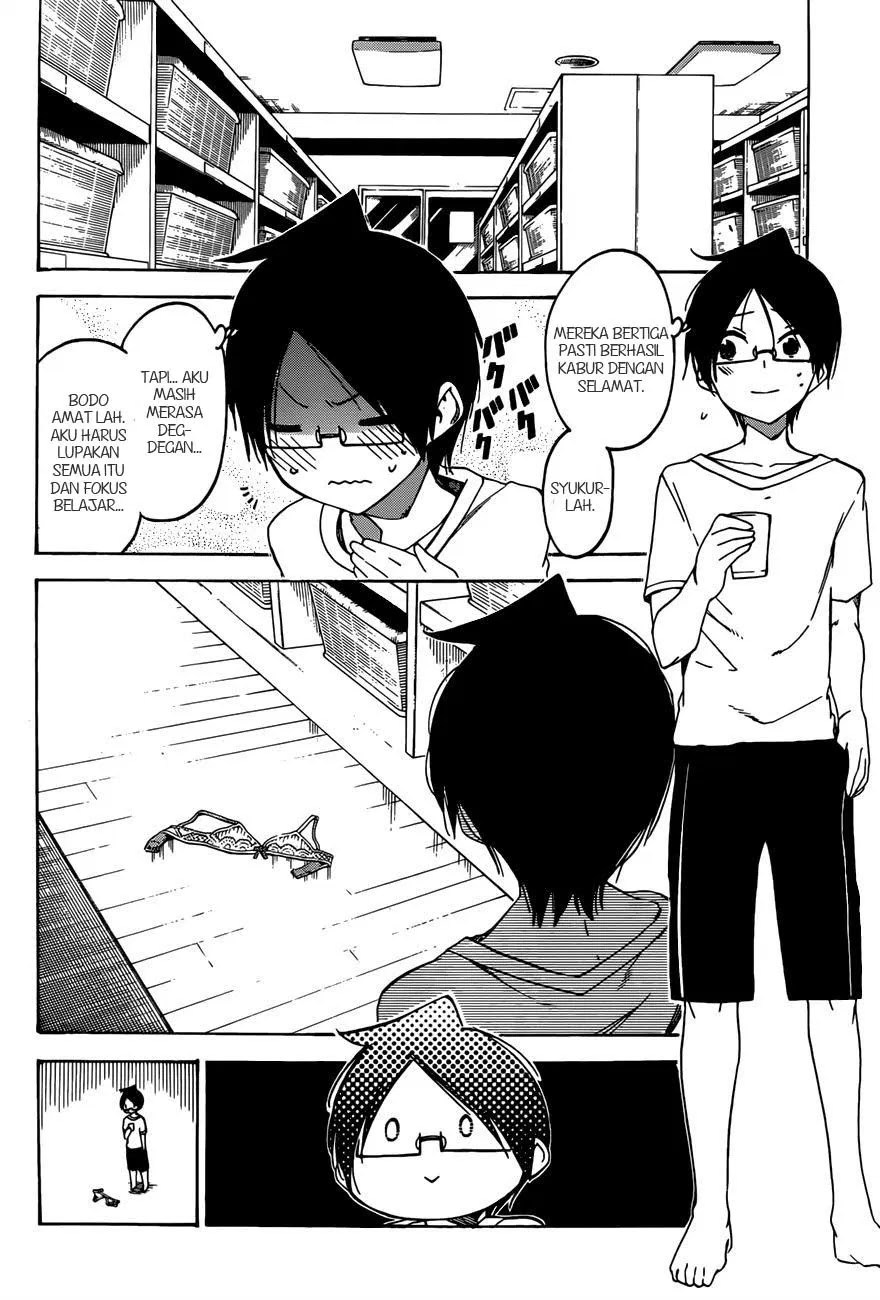 MEREKA BERTIGA
PASTI BERHASIL
KABUR DENGAN
SELAMAT.
SYUKUR-
LAH.
バク
バク
バク
TAPI... AKU
MASIH
MERASA
DEG-
DEGAN...
BODO
AMAT LAH.
AKU HARUS
LUPAKAN
SEMUA ITU
DAN FOKUS
BELAJAR...